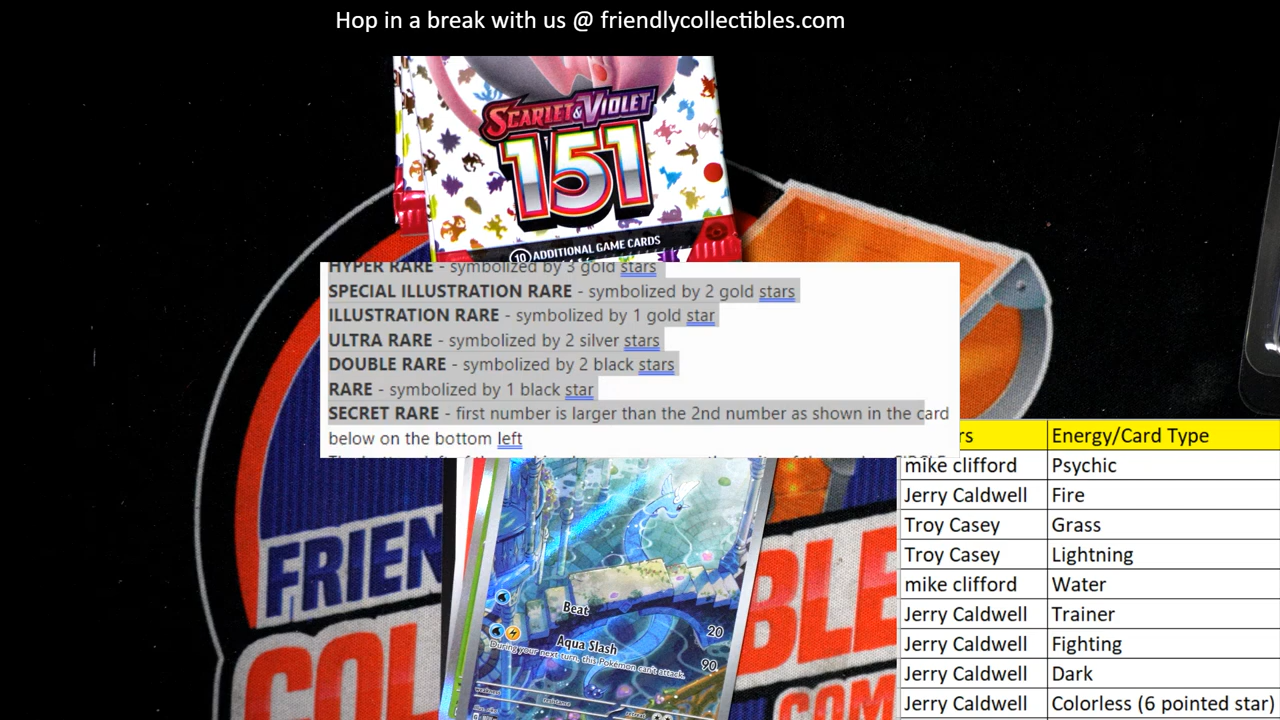 Hop in a break with us @ friendlycollectibles.com
SCARLET & VIOLET
151
10 ADDITIONAL GAME CARDS
HYPER RARE - symbolized by 3 gold stars
SPECIAL ILLUSTRATION RARE - symbolized by 2 gold stars
ILLUSTRATION RARE - symbolized by 1 gold star
ULTRA RARE - symbolized by 2 silver stars
DOUBLE RARE - symbolized by 2 black stars
RARE - symbolized by 1 black star
SECRET RARE - first number is larger than the 2nd number as shown in the card
below on the bottom left
rs Energy/Card Type
mike clifford Psychic
Jerry Caldwell Fire
Troy Casey Grass
Troy Casey Lightning
mike clifford Water
Jerry Caldwell Trainer
Jerry Caldwell Fighting
Jerry Caldwell Dark
Jerry Caldwell Colorless (6 pointed star)
FRIEN
COL
BLE
COM
Beat 20
Aqua Slash 90
During your next turn, this Pokémon can't attack.
weakness resistance retreat